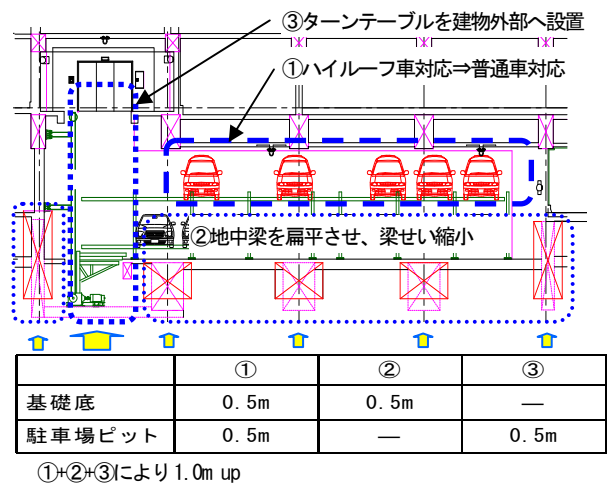 ③ターンテーブルを建物外部へ設置
①ハイルーフ車対応⇒普通車対応
②地中梁を扁平させ、梁せい縮小
① ② ③
基礎底 0.5m 0.5m ―
駐車場ピット 0.5m ― 0.5m
①+②+③により1.0m up